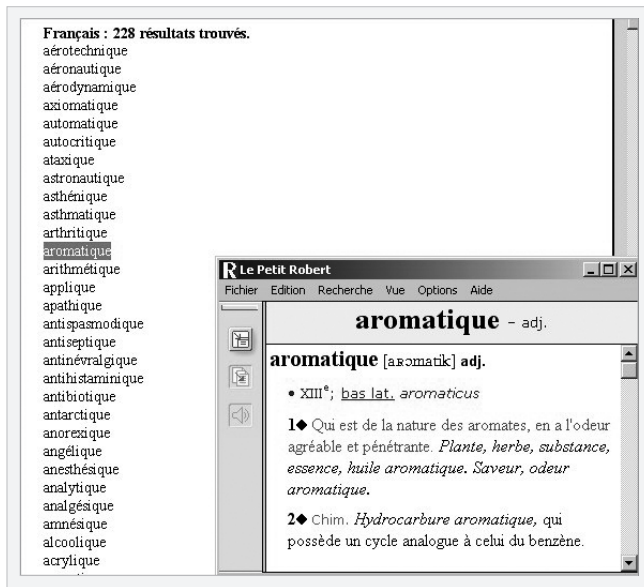 Français : 228 résultats trouvés.
aérotechnique
aéronautique
aérodynamique
axiomatique
automatique
autocritique
ataxique
astronautique
asthénique
asthmatique
arthritique
aromatique
arithmétique
applique
apathique
antispasmodique
antiseptique
antinévralgique
antihistaminique
antibiotique
antarctique
anorexique
angélique
anesthésique
analytique
analgésique
amnésique
alcoolique
acrylique
Le Petit Robert
Fichier Edition Recherche Vue Options Aide
aromatique - adj.
aromatique [aʀɔmatik] adj.
• XIIIe; bas lat. aromaticus
1◆ Qui est de la nature des aromates, en a l'odeur
agréable et pénétrante. Plante, herbe, substance,
essence, huile aromatique. Saveur, odeur
aromatique.
2◆ Chim. Hydrocarbure aromatique, qui
possède un cycle analogue à celui du benzène.